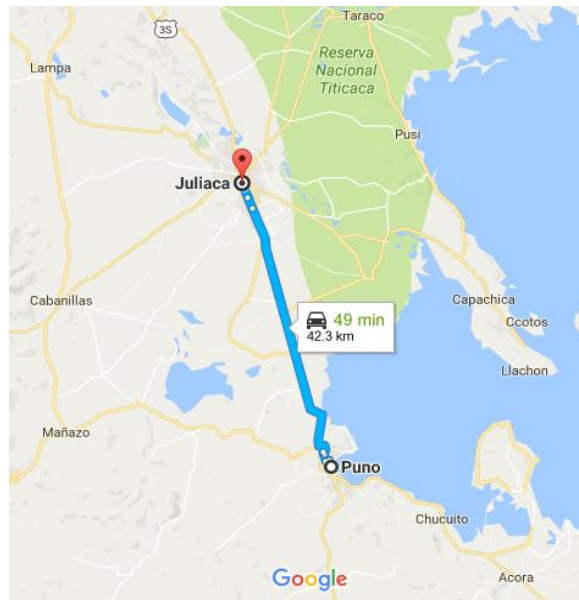 Taraco
3S
Reserva
Nacional
Titicaca
Lampa
Pusi
Juliaca
Cabanillas
Capachica
49 min
42.3 km
Ccotos
Llachon
Mañazo
Puno
Chucuito
Google
Acora